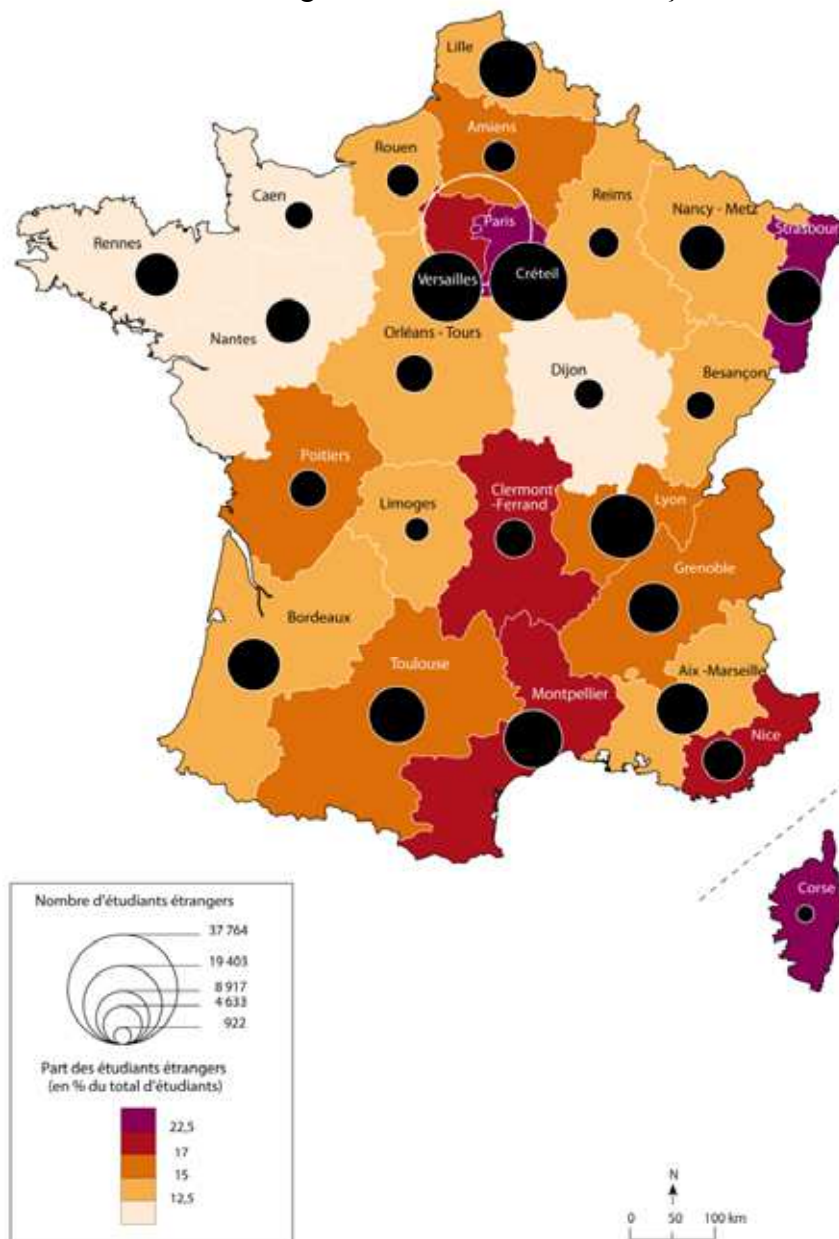 Lille
Amiens
Rouen
Caen
Reims
Nancy - Metz
Paris
Strasbour
Rennes
Versailles
Créteil
Nantes
Orléans - Tours
Dijon
Besançon
Poitiers
Limoges
Clermont
-Ferrand
Lyon
Grenoble
Bordeaux
Toulouse
Aix -Marseille
Montpellier
Nice
Corse
Nombre d'étudiants étrangers
37 764
19 403
8 917
4 633
922
Part des étudiants étrangers
(en % du total d'étudiants)
22,5
17
15
12,5
N
0 50 100 km